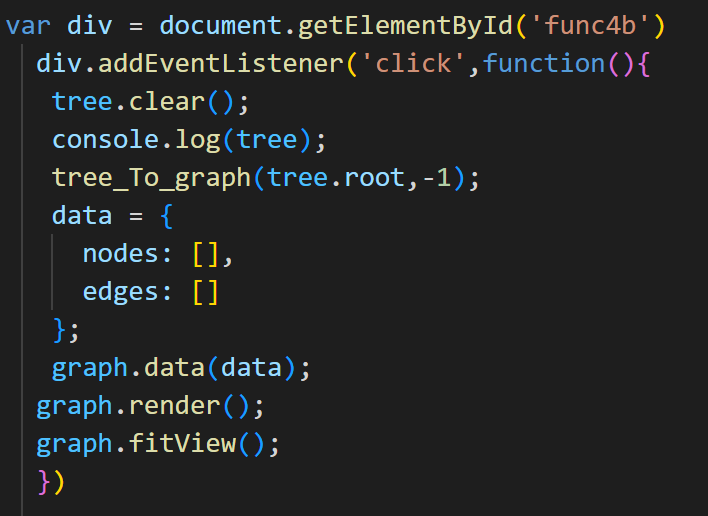 var div = document.getElementById('func4b')
div.addEventListener('click',function(){
tree.clear();
console.log(tree);
tree_To_graph(tree.root,-1);
data = {
nodes: [],
edges: []
};
graph.data(data);
graph.render();
graph.fitView();
})